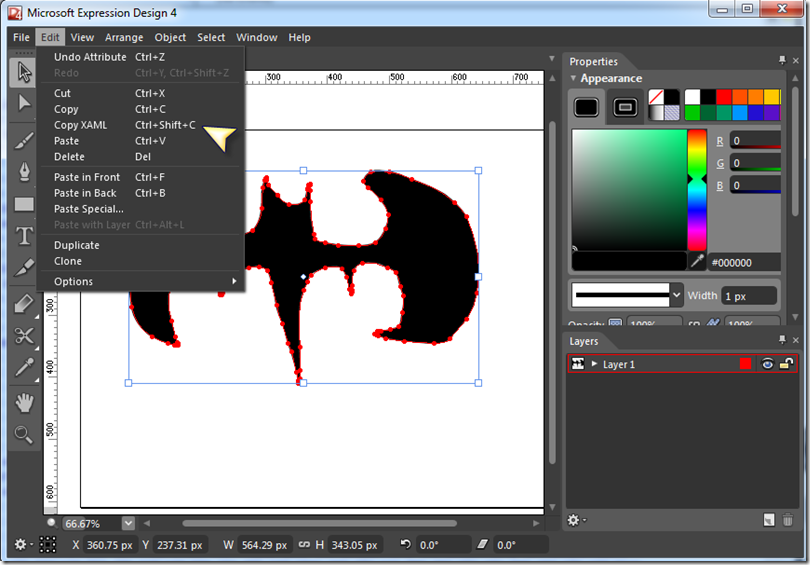 Microsoft Expression Design 4
File Edit View Arrange Object Select Window Help
Undo Attribute Ctrl+Z
Redo Ctrl+Y, Ctrl+Shift+Z
Cut Ctrl+X
Copy Ctrl+C
Copy XAML Ctrl+Shift+C
Paste Ctrl+V
Delete Del
Paste in Front Ctrl+F
Paste in Back Ctrl+B
Paste Special...
Paste with Layer Ctrl+Alt+L
Duplicate
Clone
Options
300 400 500 600 700
300
400
500
600
66.67%
X 360.75 px Y 237.31 px W 564.29 px H 343.05 px 0.0° 0.0°
Properties
Appearance
R 0
G 0
B 0
#000000
Width 1 px
Opacity 100% 100%
Layers
Layer 1